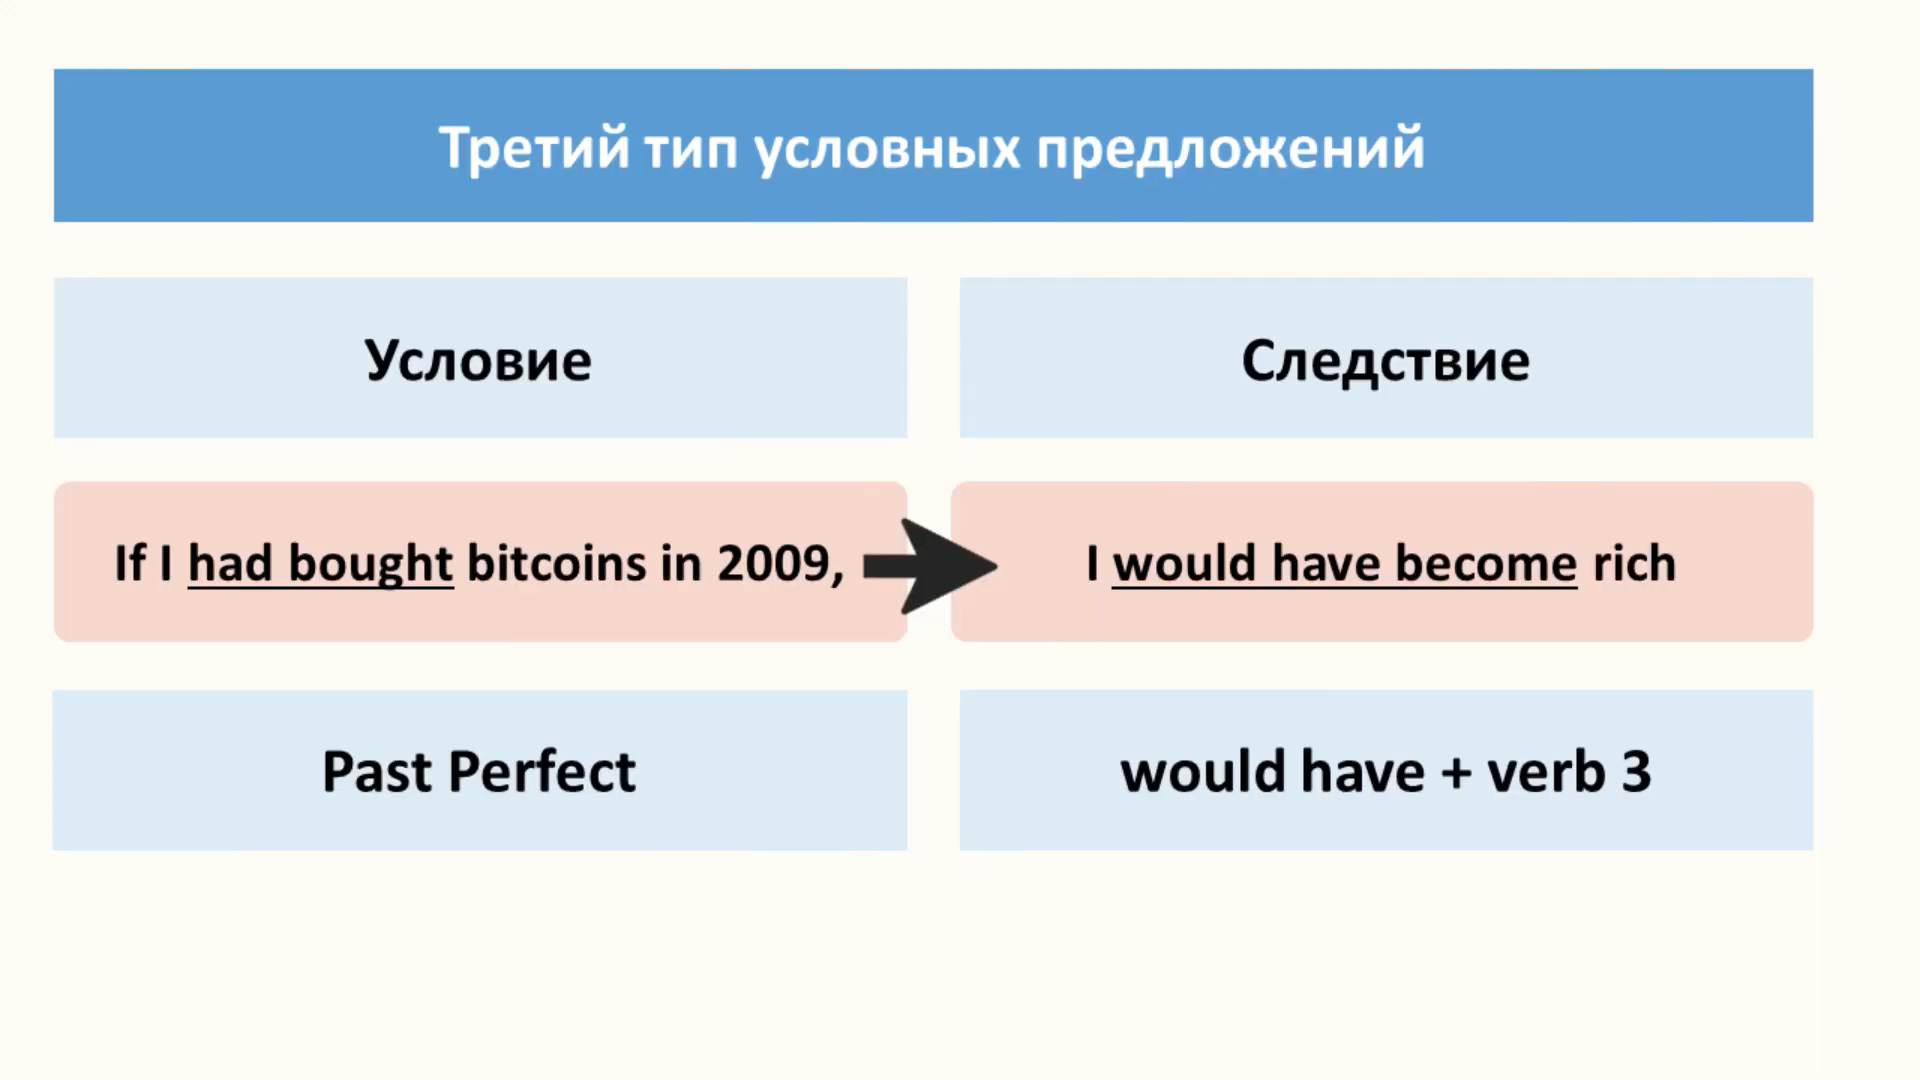 Третий тип условных предложений
Условие
Следствие
If I had bought bitcoins in 2009,
I would have become rich
Past Perfect
would have + verb 3